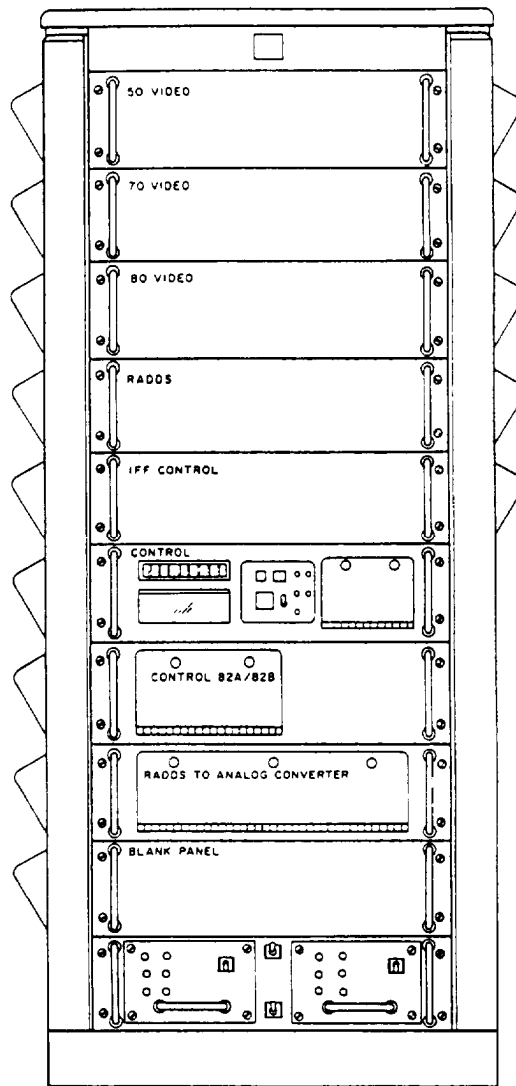 50 VIDEO
70 VIDEO
80 VIDEO
RADDS
IFF CONTROL
CONTROL
CONTROL 82A/82B
RADDS TO ANALOG CONVERTER
BLANK PANEL